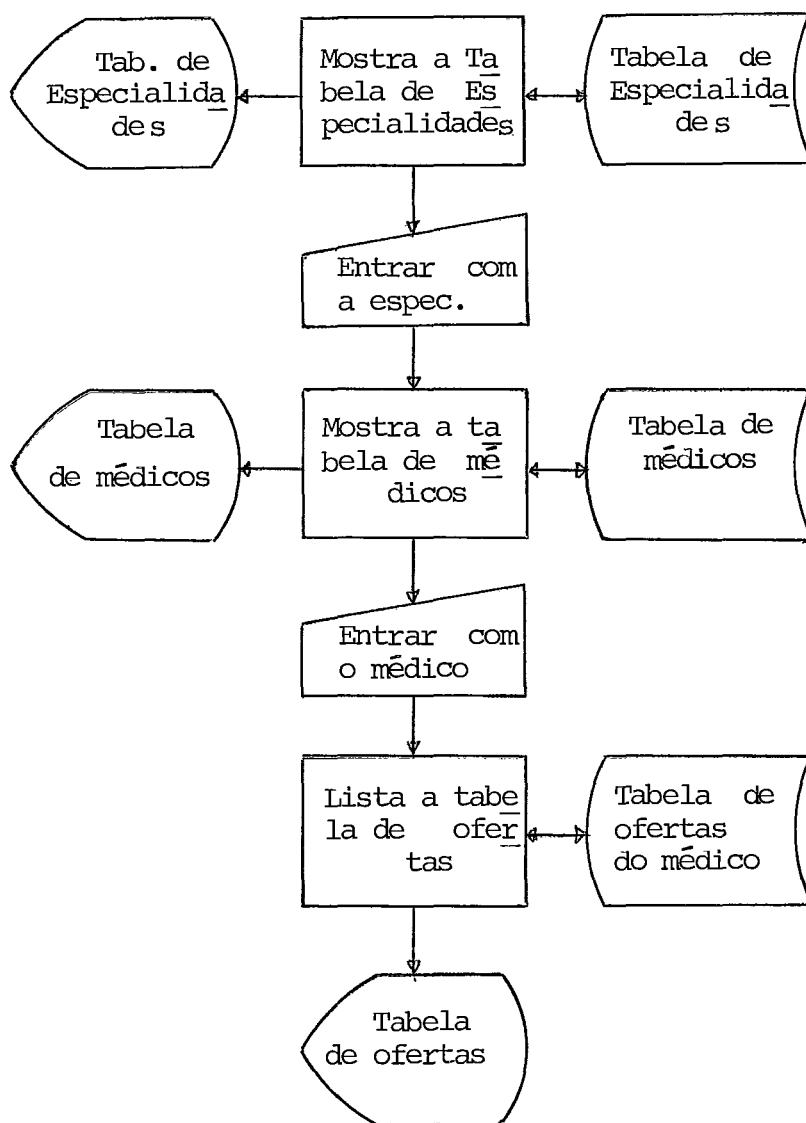 Tab. de
Especialida
des
Mostra a Ta
bela de Es
pecialidades
Tabela de
Especialida
des
Entrar com
a espec.
Tabela
de médicos
Mostra a ta
bela de mé
dicos
Tabela de
médicos
Entrar com
o médico
Lista a tabe
la de ofer
tas
Tabela de
ofertas
do médico
Tabela
de ofertas